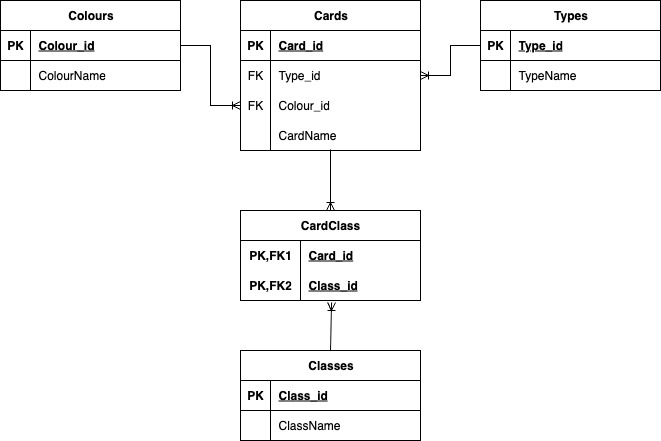 Colours
PK Colour_id
ColourName
Cards
PK Card_id
FK Type_id
FK Colour_id
CardName
Types
PK Type_id
TypeName
CardClass
PK,FK1 Card_id
PK,FK2 Class_id
Classes
PK Class_id
ClassName